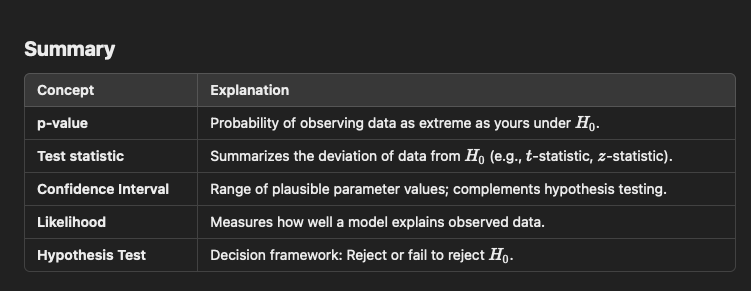 Summary
Concept Explanation
p-value Probability of observing data as extreme as yours under H₀.
Test statistic Summarizes the deviation of data from H₀ (e.g., t-statistic, z-statistic).
Confidence Interval Range of plausible parameter values; complements hypothesis testing.
Likelihood Measures how well a model explains observed data.
Hypothesis Test Decision framework: Reject or fail to reject H₀.